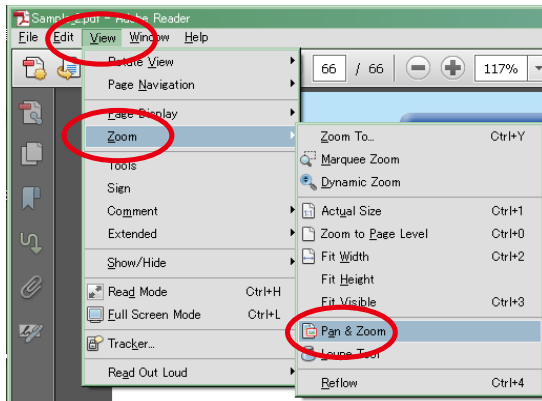 Sample_2.pdf - Adobe Reader
File Edit View Window Help
66 / 66 117%
Rotate View
Page Navigation
Page Display
Zoom
Tools
Sign
Comment
Extended
Show/Hide
Read Mode Ctrl+H
Full Screen Mode Ctrl+L
Tracker...
Read Out Loud
Zoom To... Ctrl+Y
Marquee Zoom
Dynamic Zoom
Actual Size Ctrl+1
Zoom to Page Level Ctrl+0
Fit Width Ctrl+2
Fit Height
Fit Visible Ctrl+3
Pan & Zoom
Loupe Tool
Reflow Ctrl+4